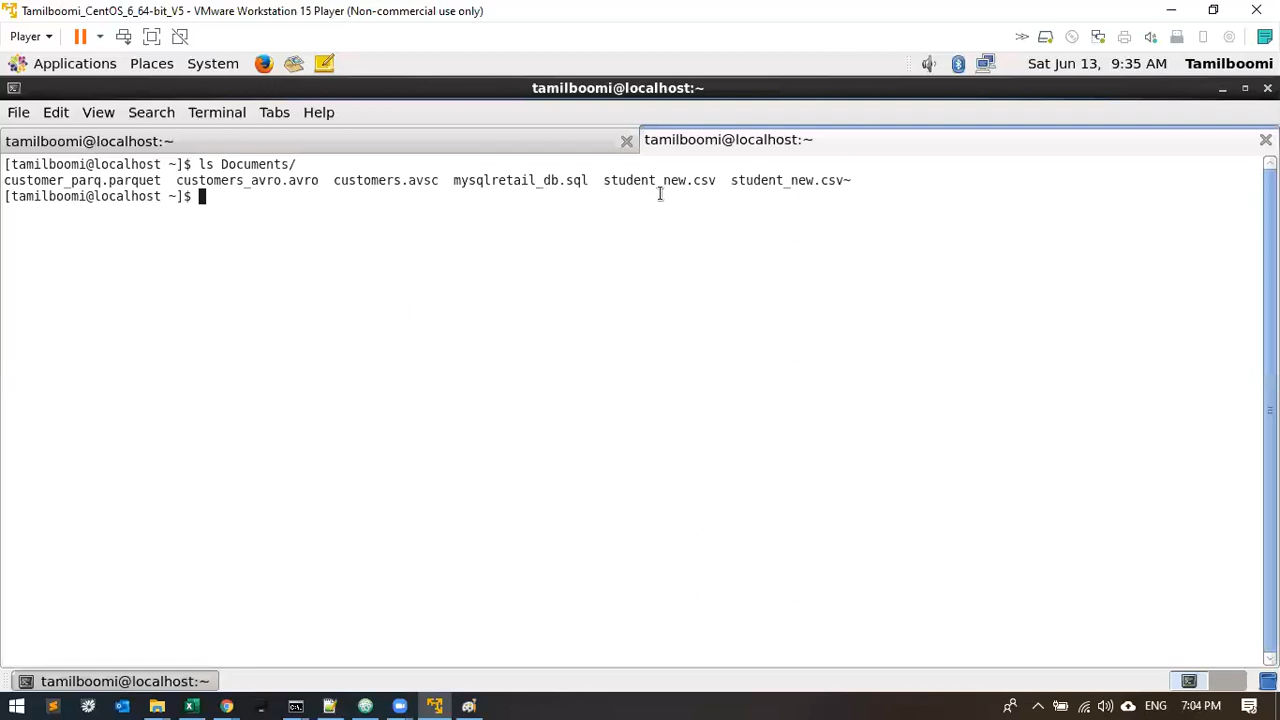 Tamilboomi_CentOS_6_64-bit_V5 - VMware Workstation 15 Player (Non-commercial use only)
Player
Applications Places System Sat Jun 13, 9:35 AM Tamilboomi
tamilboomi@localhost:~
File Edit View Search Terminal Tabs Help
tamilboomi@localhost:~ tamilboomi@localhost:~
[tamilboomi@localhost ~]$ ls Documents/
customer_parq.parquet customers_avro.avro customers.avsc mysqlretail_db.sql student_new.csv student_new.csv~
[tamilboomi@localhost ~]$
tamilboomi@localhost:~
ENG 7:04 PM